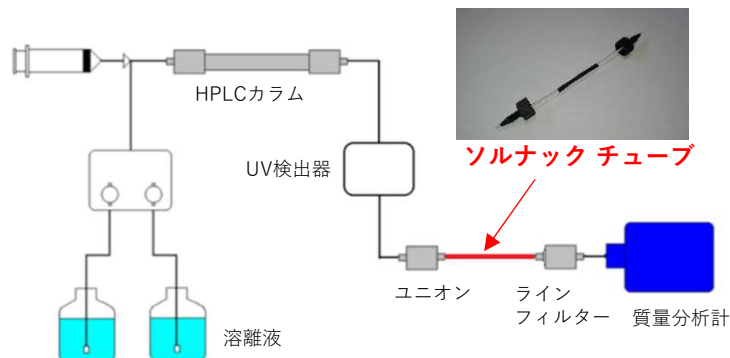 HPLCカラム
ソルナック チューブ
UV検出器
ユニオン
ライン
フィルター
質量分析計
溶離液